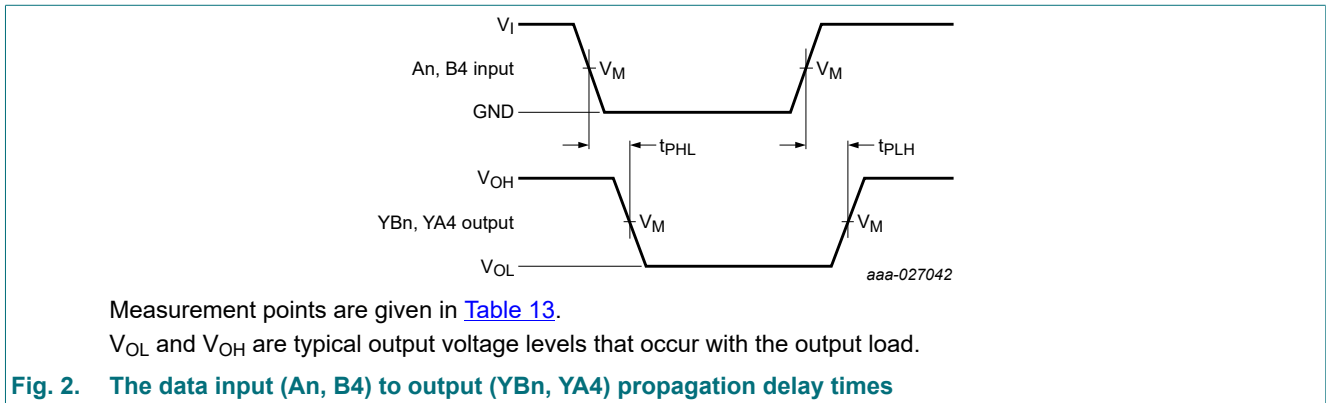 VI
An, B4 input
VM
VM
GND
tPHL
tPLH
VOH
YBn, YA4 output
VM
VM
VOL
aaa-027042
Measurement points are given in Table 13.
VOL and VOH are typical output voltage levels that occur with the output load.
Fig. 2. The data input (An, B4) to output (YBn, YA4) propagation delay times